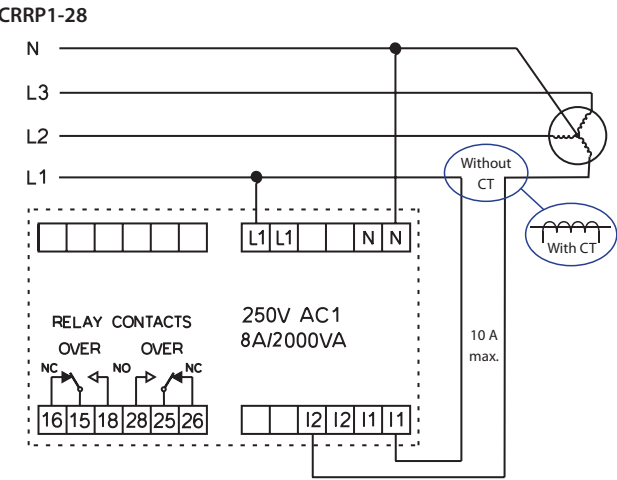 CRRP1-28
N
L3
L2
L1
Without
CT
With CT
L1 L1 N N
RELAY CONTACTS
OVER OVER
NC NO NC
250V AC1
8A/2000VA
10 A
max.
16 15 18 28 25 26
I2 I2 I1 I1